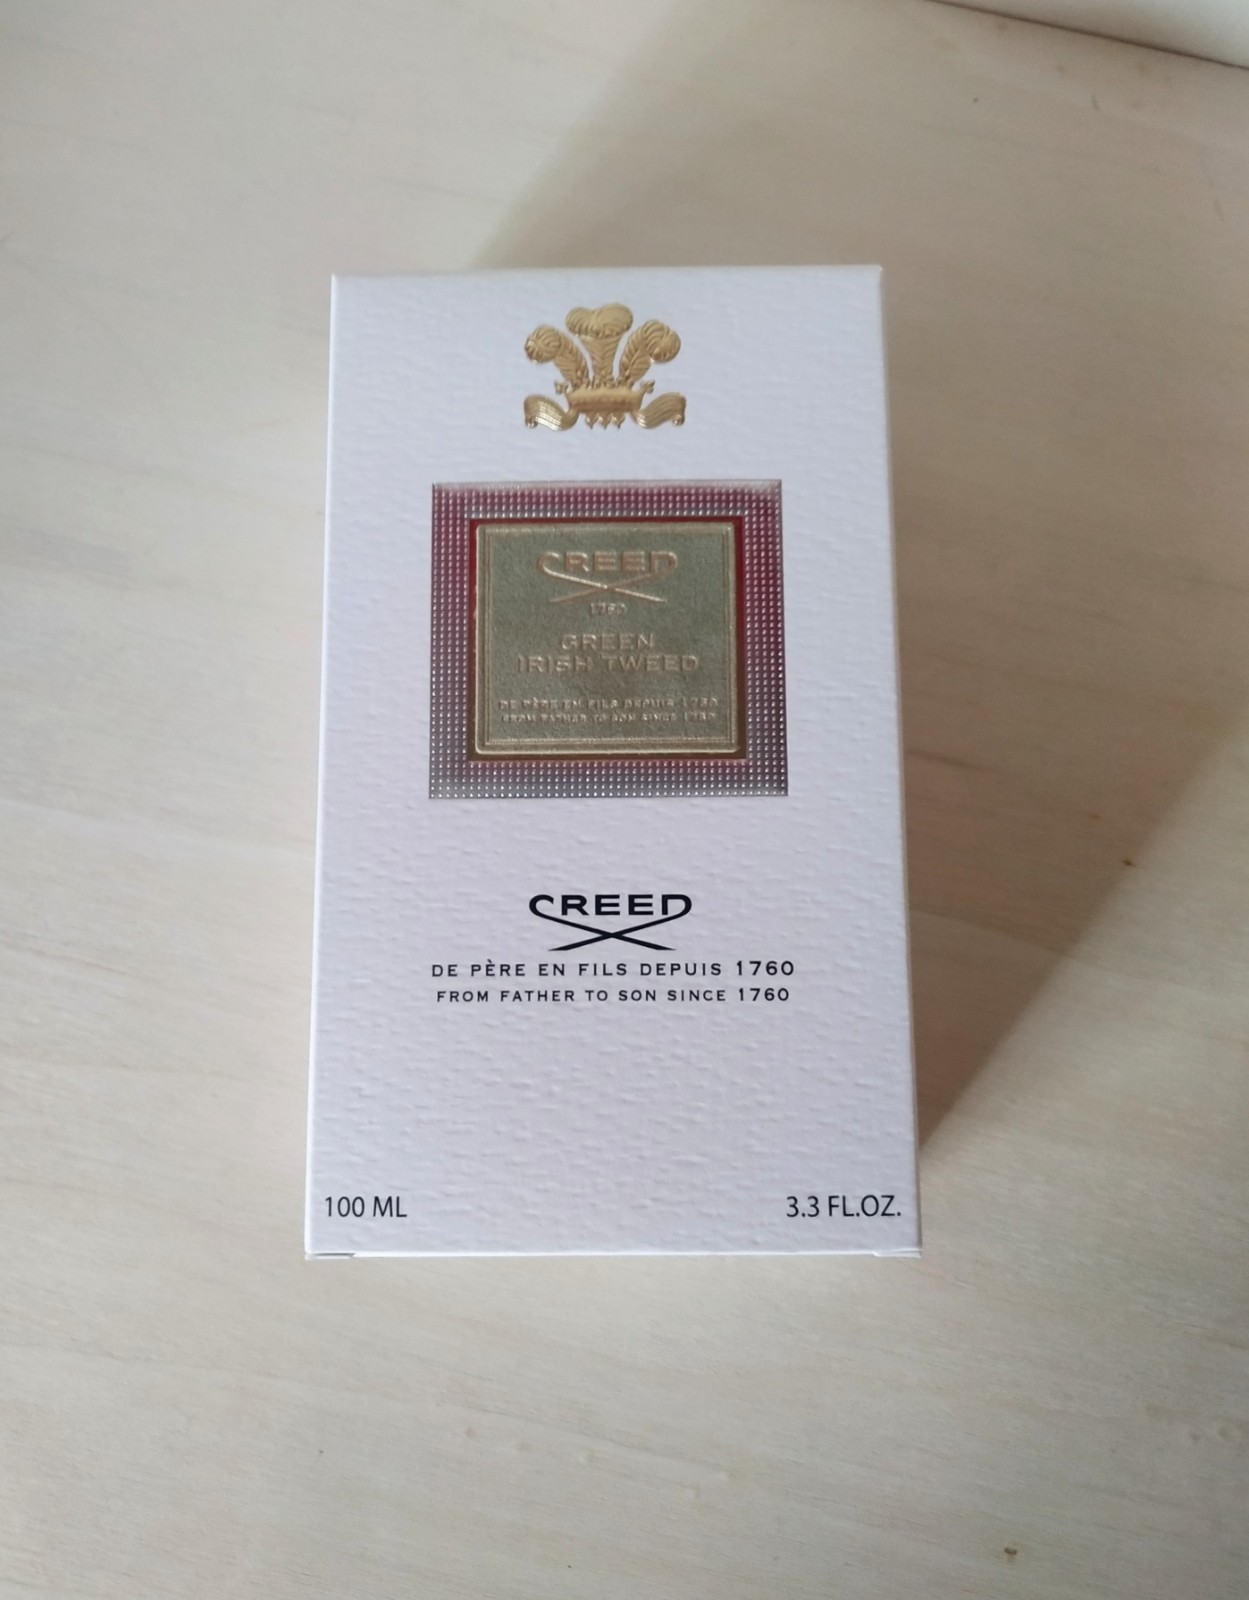 CREED
1760
GREEN
IRISH TWEED
DE PÈRE EN FILS DEPUIS 1760
FROM FATHER TO SON SINCE 1760
CREED
DE PÈRE EN FILS DEPUIS 1760
FROM FATHER TO SON SINCE 1760
100 ML
3.3 FL.OZ.